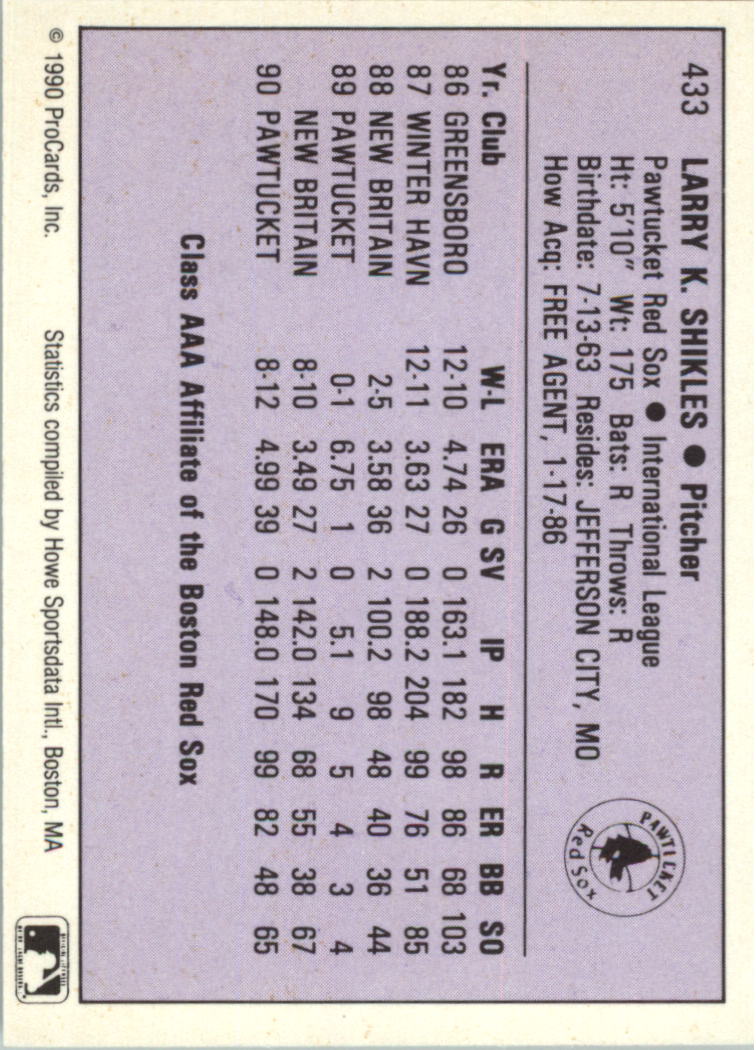 433 LARRY K. SHIKLES ● Pitcher
Pawtucket Red Sox ● International League
Ht: 5'10" Wt: 175 Bats: R Throws: R
Birthdate: 7-13-63 Resides: JEFFERSON CITY, MO
How Acq: FREE AGENT, 1-17-86
PAWTUCKET
Red Sox
Yr. Club W-L ERA G SV IP H R ER BB SO
86 GREENSBORO 12-10 4.74 26 0 163.1 182 98 86 68 103
87 WINTER HAVN 12-11 3.63 27 0 188.2 204 99 76 51 85
88 NEW BRITAIN 2-5 3.58 36 2 100.2 98 48 40 36 44
89 PAWTUCKET 0-1 6.75 1 0 5.1 9 5 4 3 4
NEW BRITAIN 8-10 3.49 27 2 142.0 134 68 55 38 67
90 PAWTUCKET 8-12 4.99 39 0 148.0 170 99 82 48 65
Class AAA Affiliate of the Boston Red Sox
© 1990 ProCards, Inc. Statistics compiled by Howe Sportsdata Intl., Boston, MA